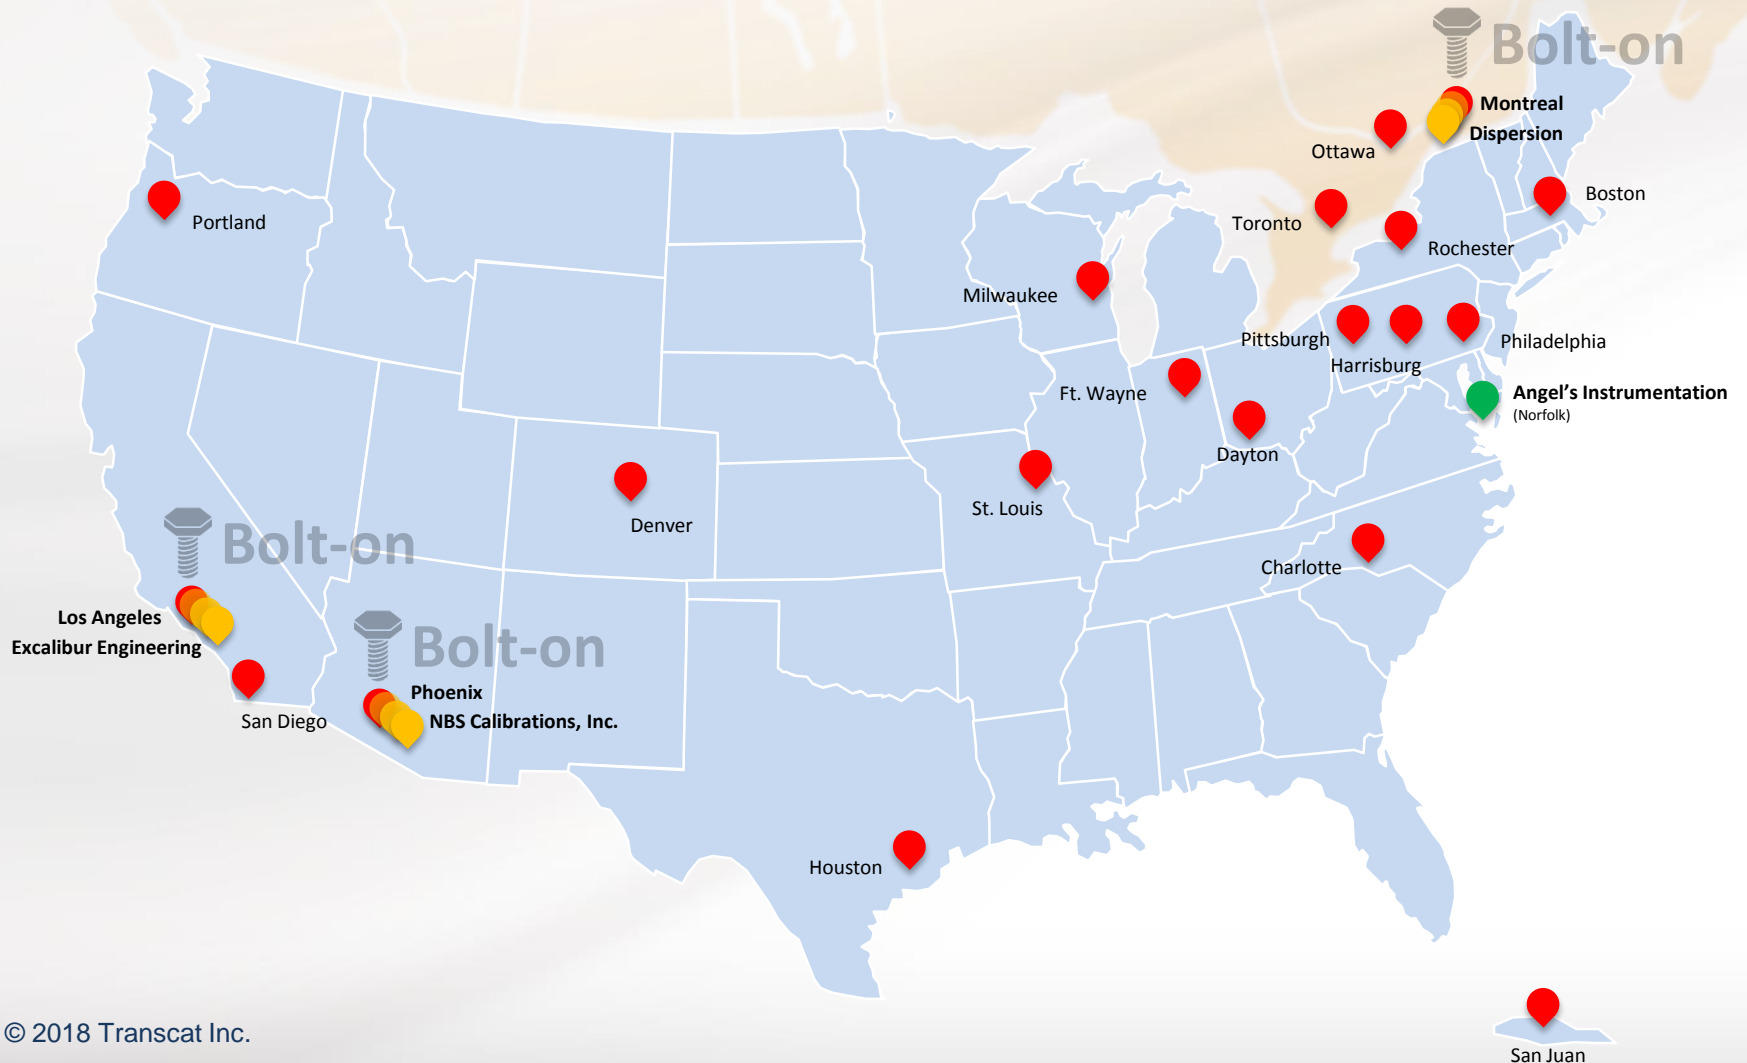 Bolt-on
Montreal
Dispersion
Ottawa
Boston
Portland
Toronto
Rochester
Milwaukee
Pittsburgh
Philadelphia
Harrisburg
Ft. Wayne
Angel’s Instrumentation
(Norfolk)
Dayton
St. Louis
Denver
Bolt-on
Charlotte
Los Angeles
Excalibur Engineering
Bolt-on
Phoenix
NBS Calibrations, Inc.
San Diego
Houston
© 2018 Transcat Inc.
San Juan